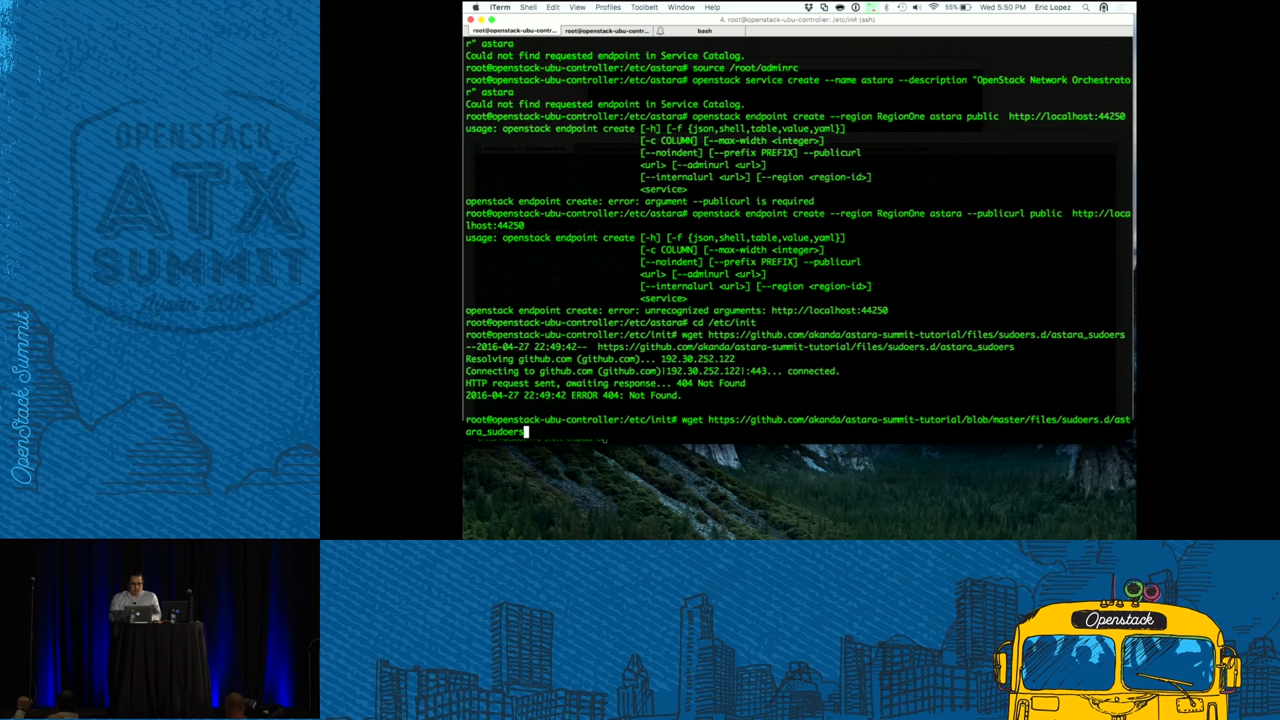 iTerm Shell Edit View Profiles Toolbelt Window Help 55% Wed 5:50 PM Eric Lopez
4. root@openstack-ubu-controller: /etc/init (ssh)
root@openstack-ubu-contr... root@openstack-ubu-contr... bash
r" astara
Could not find requested endpoint in Service Catalog.
root@openstack-ubu-controller:/etc/astara# source /root/adminrc
root@openstack-ubu-controller:/etc/astara# openstack service create --name astara --description "OpenStack Network Orchestrato
r" astara
Could not find requested endpoint in Service Catalog.
root@openstack-ubu-controller:/etc/astara# openstack endpoint create --region RegionOne astara public  http://localhost:44250
usage: openstack endpoint create [-h] [-f {json,shell,table,value,yaml}]
[-c COLUMN] [--max-width <integer>]
[--noindent] [--prefix PREFIX] --publicurl
<url> [--adminurl <url>]
[--internalurl <url>] [--region <region-id>]
<service>
openstack endpoint create: error: argument --publicurl is required
root@openstack-ubu-controller:/etc/astara# openstack endpoint create --region RegionOne astara --publicurl public  http://loca
lhost:44250
usage: openstack endpoint create [-h] [-f {json,shell,table,value,yaml}]
[-c COLUMN] [--max-width <integer>]
[--noindent] [--prefix PREFIX] --publicurl
<url> [--adminurl <url>]
[--internalurl <url>] [--region <region-id>]
<service>
openstack endpoint create: error: unrecognized arguments: http://localhost:44250
root@openstack-ubu-controller:/etc/astara# cd /etc/init
root@openstack-ubu-controller:/etc/init# wget https://github.com/akanda/astara-summit-tutorial/files/sudoers.d/astara_sudoers
--2016-04-27 22:49:42--  https://github.com/akanda/astara-summit-tutorial/files/sudoers.d/astara_sudoers
Resolving github.com (github.com)... 192.30.252.122
Connecting to github.com (github.com)|192.30.252.122|:443... connected.
HTTP request sent, awaiting response... 404 Not Found
2016-04-27 22:49:42 ERROR 404: Not Found.
root@openstack-ubu-controller:/etc/init# wget https://github.com/akanda/astara-summit-tutorial/blob/master/files/sudoers.d/ast
ara_sudoers
OpenStack Summit
OPENSTACK
SUMMIT
Openstack